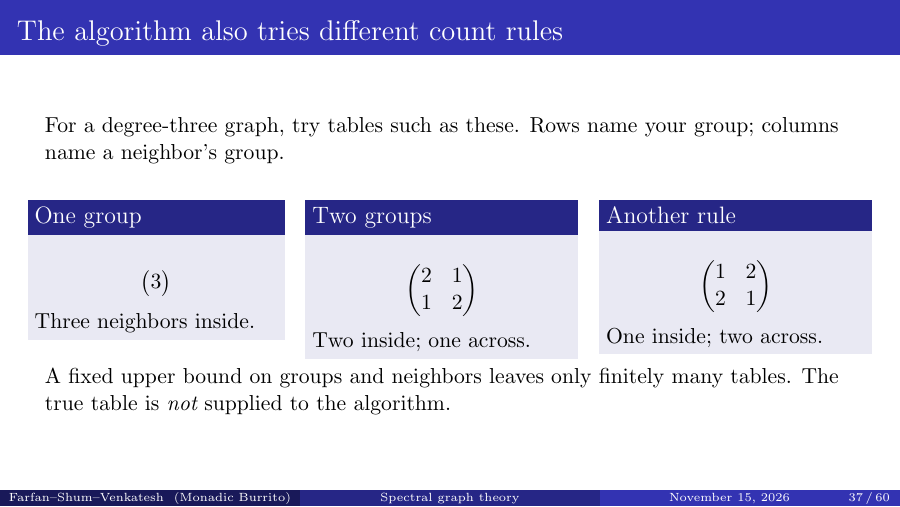 The algorithm also tries different count rules
For a degree-three graph, try tables such as these. Rows name your group; columns
name a neighbor's group.
One group
(3)
Three neighbors inside.
Two groups
2 1
1 2
Two inside; one across.
Another rule
1 2
2 1
One inside; two across.
A fixed upper bound on groups and neighbors leaves only finitely many tables. The
true table is not supplied to the algorithm.
Farfan–Shum–Venkatesh (Monadic Burrito) Spectral graph theory November 15, 2026 37 / 60